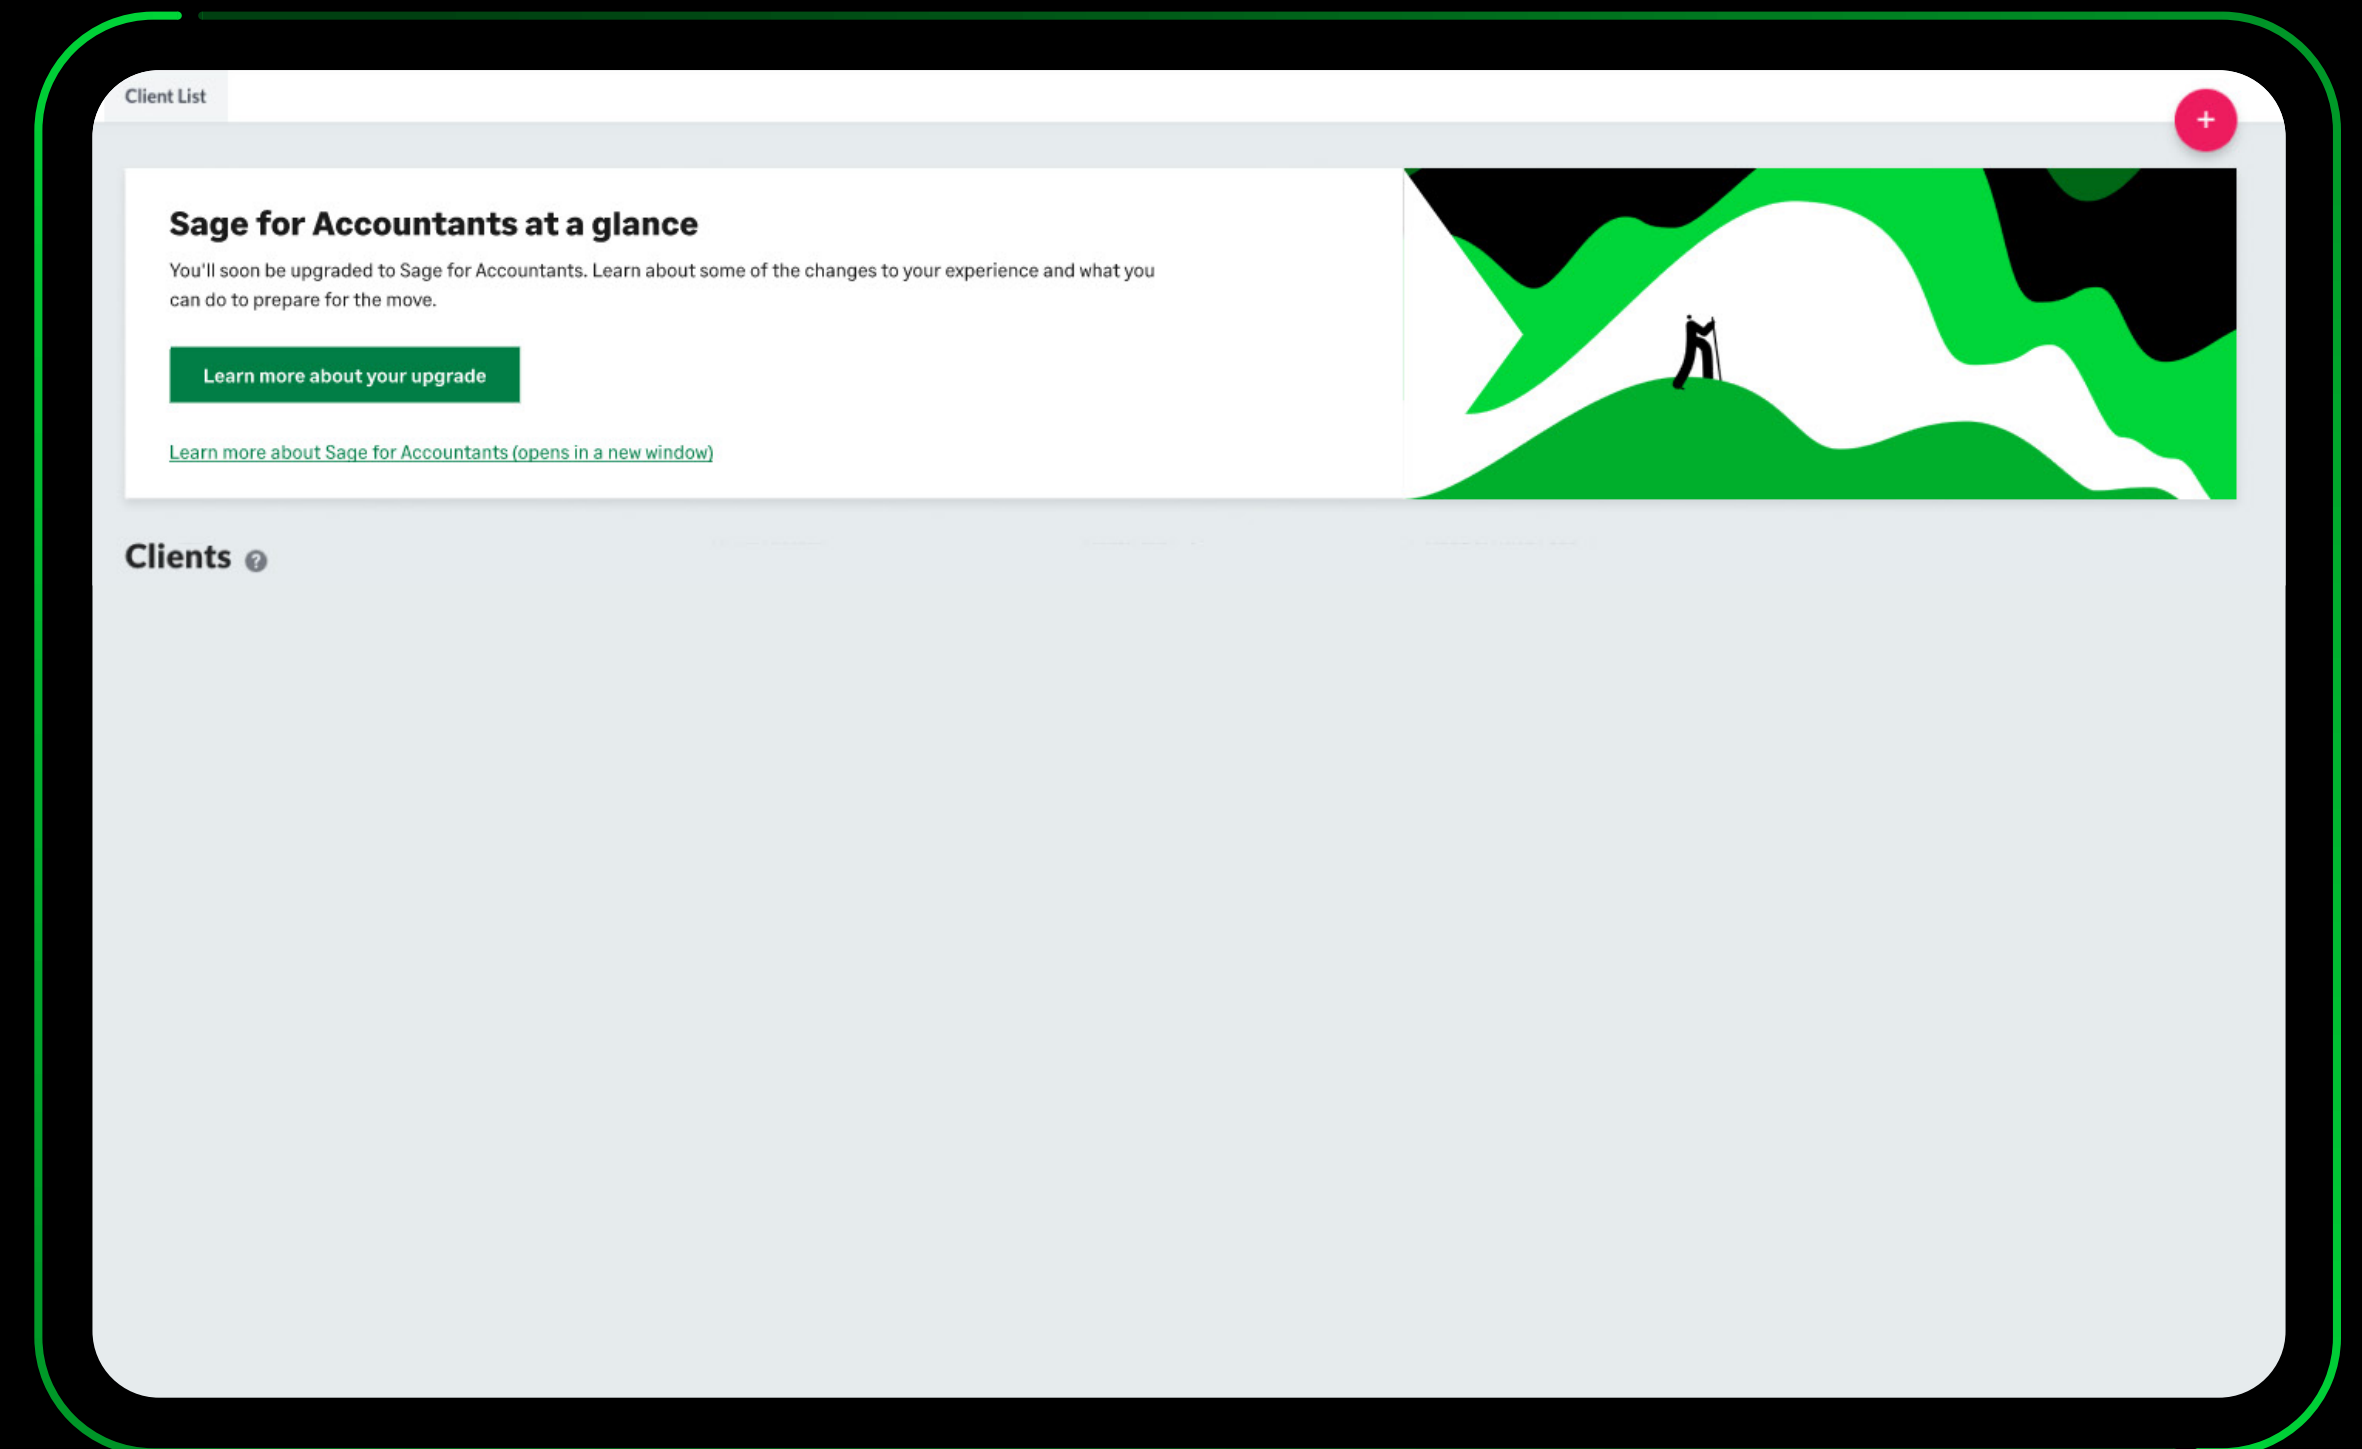 Client List
+
Sage for Accountants at a glance
You'll soon be upgraded to Sage for Accountants. Learn about some of the changes to your experience and what you
can do to prepare for the move.
Learn more about your upgrade
Learn more about Sage for Accountants (opens in a new window)
Clients ?